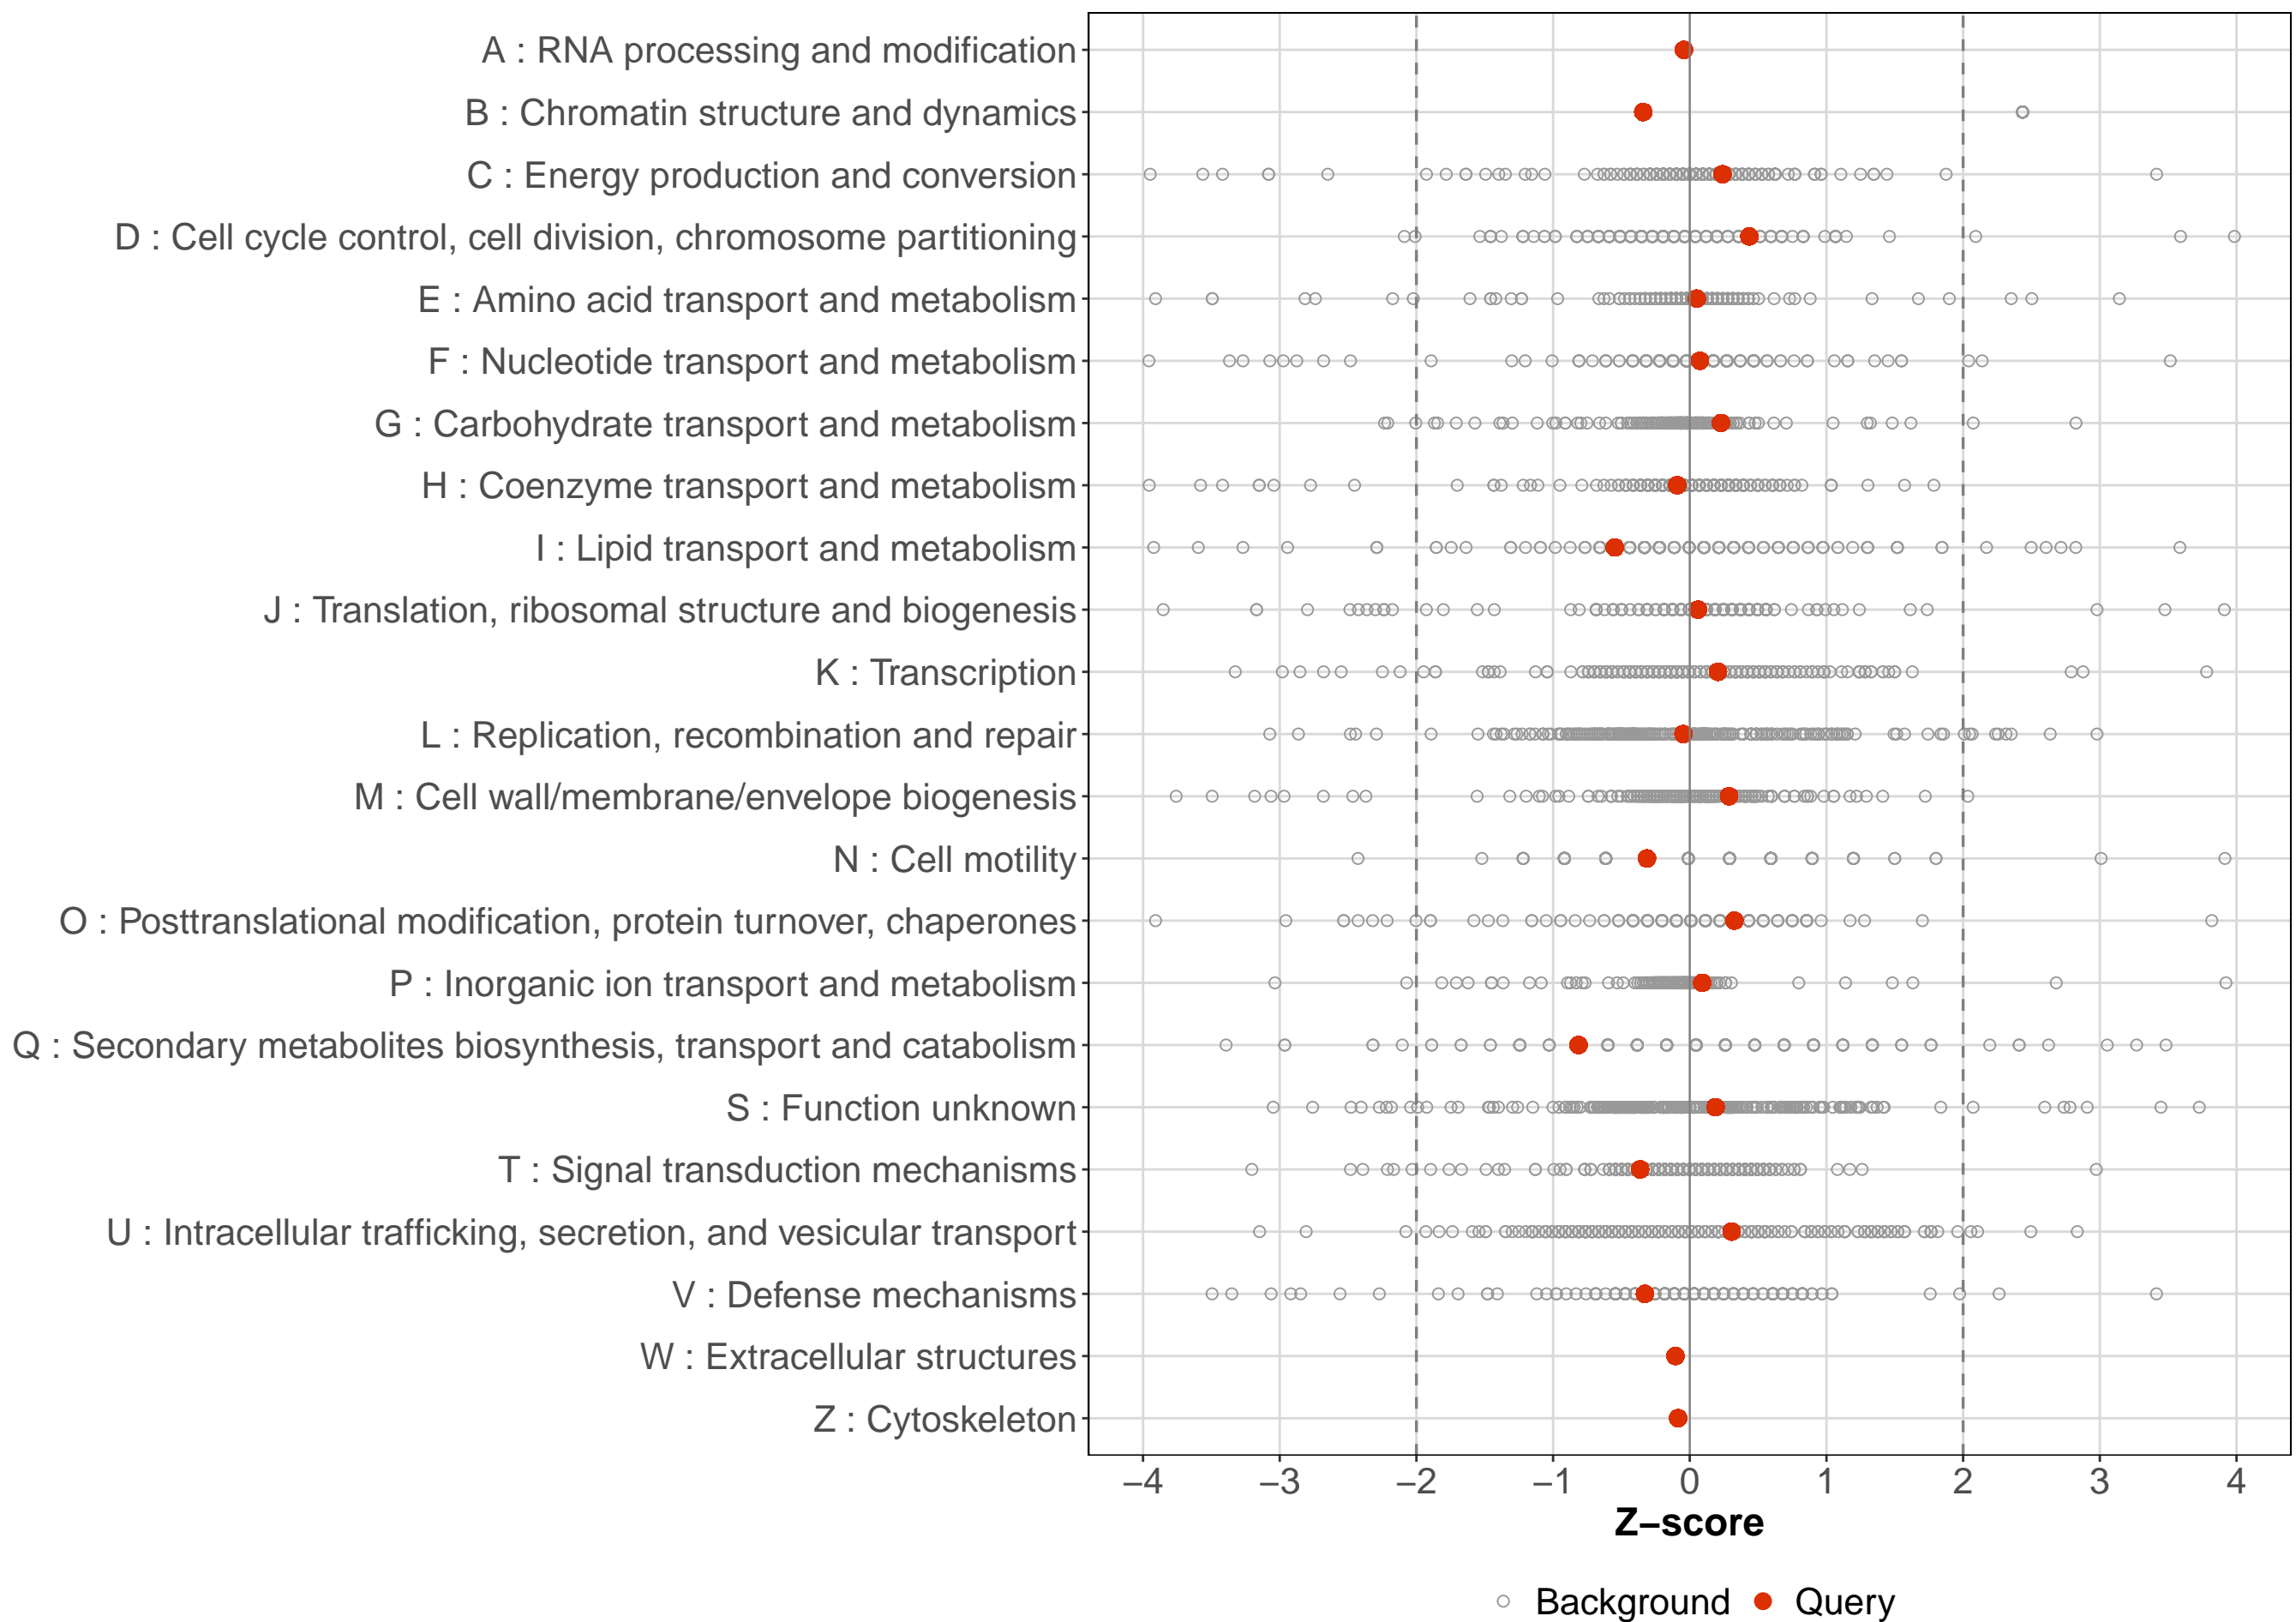 A : RNA processing and modification
B : Chromatin structure and dynamics
C : Energy production and conversion
D : Cell cycle control, cell division, chromosome partitioning
E : Amino acid transport and metabolism
F : Nucleotide transport and metabolism
G : Carbohydrate transport and metabolism
H : Coenzyme transport and metabolism
I : Lipid transport and metabolism
J : Translation, ribosomal structure and biogenesis
K : Transcription
L : Replication, recombination and repair
M : Cell wall/membrane/envelope biogenesis
N : Cell motility
O : Posttranslational modification, protein turnover, chaperones
P : Inorganic ion transport and metabolism
Q : Secondary metabolites biosynthesis, transport and catabolism
S : Function unknown
T : Signal transduction mechanisms
U : Intracellular trafficking, secretion, and vesicular transport
V : Defense mechanisms
W : Extracellular structures
Z : Cytoskeleton
−4 −3 −2 −1 0 1 2 3 4
Z−score
Background Query